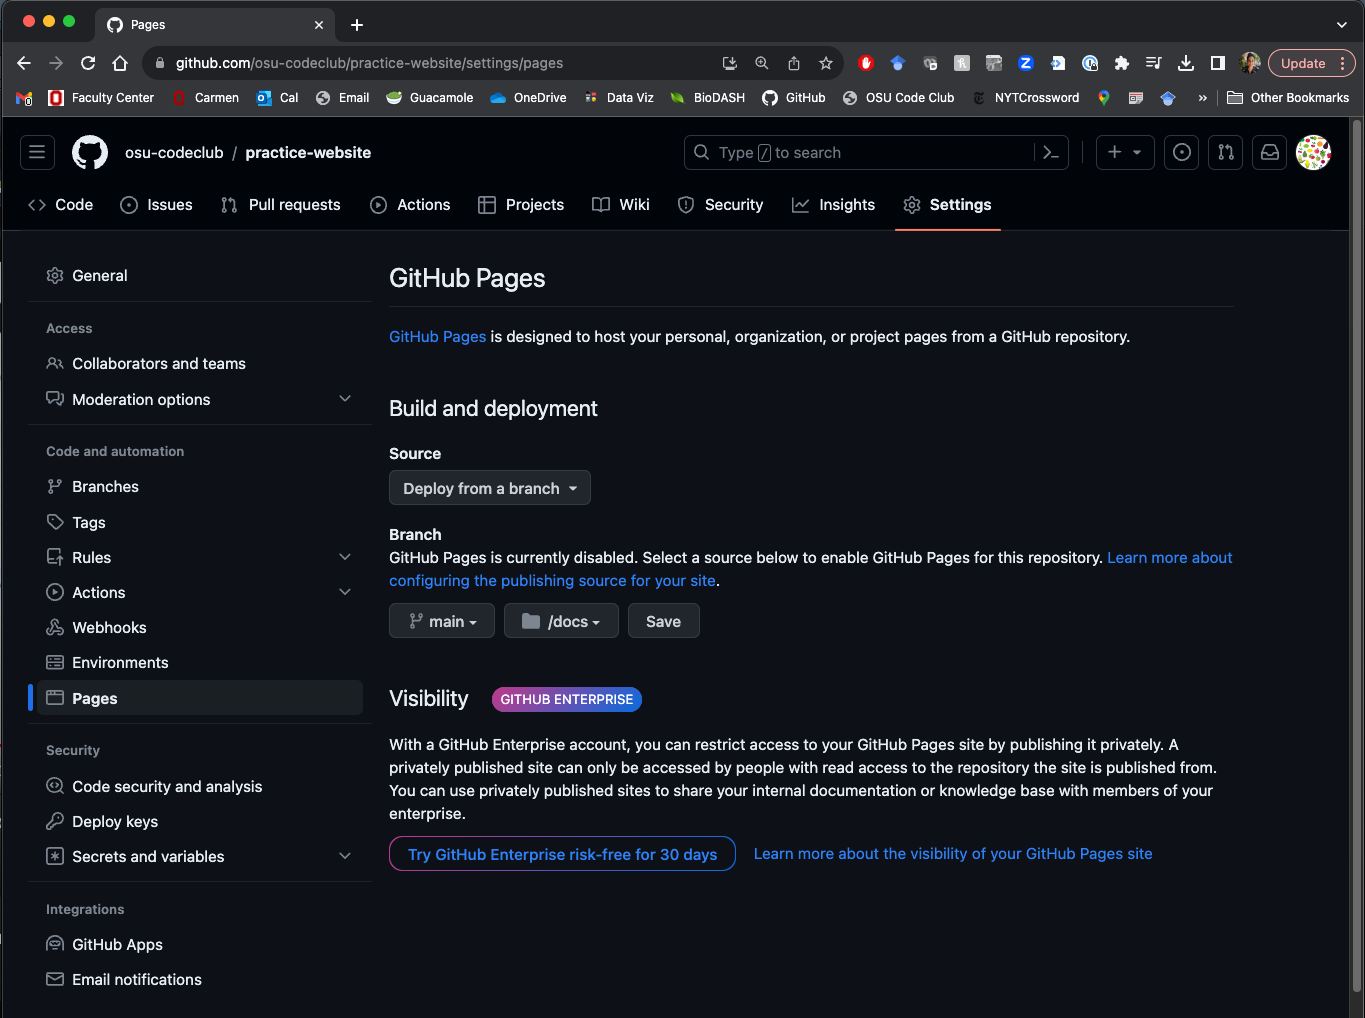 Pages
github.com/osu-codeclub/practice-website/settings/pages
Update
Faculty Center
Carmen
Cal
Email
Guacamole
OneDrive
Data Viz
BioDASH
GitHub
OSU Code Club
NYTCrossword
»
Other Bookmarks
osu-codeclub / practice-website
Type / to search
Code
Issues
Pull requests
Actions
Projects
Wiki
Security
Insights
Settings
General
Access
Collaborators and teams
Moderation options
Code and automation
Branches
Tags
Rules
Actions
Webhooks
Environments
Pages
Security
Code security and analysis
Deploy keys
Secrets and variables
Integrations
GitHub Apps
Email notifications
GitHub Pages
GitHub Pages is designed to host your personal, organization, or project pages from a GitHub repository.
Build and deployment
Source
Deploy from a branch
Branch
GitHub Pages is currently disabled. Select a source below to enable GitHub Pages for this repository. Learn more about
configuring the publishing source for your site.
main
/docs
Save
Visibility
GITHUB ENTERPRISE
With a GitHub Enterprise account, you can restrict access to your GitHub Pages site by publishing it privately. A
privately published site can only be accessed by people with read access to the repository the site is published from.
You can use privately published sites to share your internal documentation or knowledge base with members of your
enterprise.
Try GitHub Enterprise risk-free for 30 days
Learn more about the visibility of your GitHub Pages site